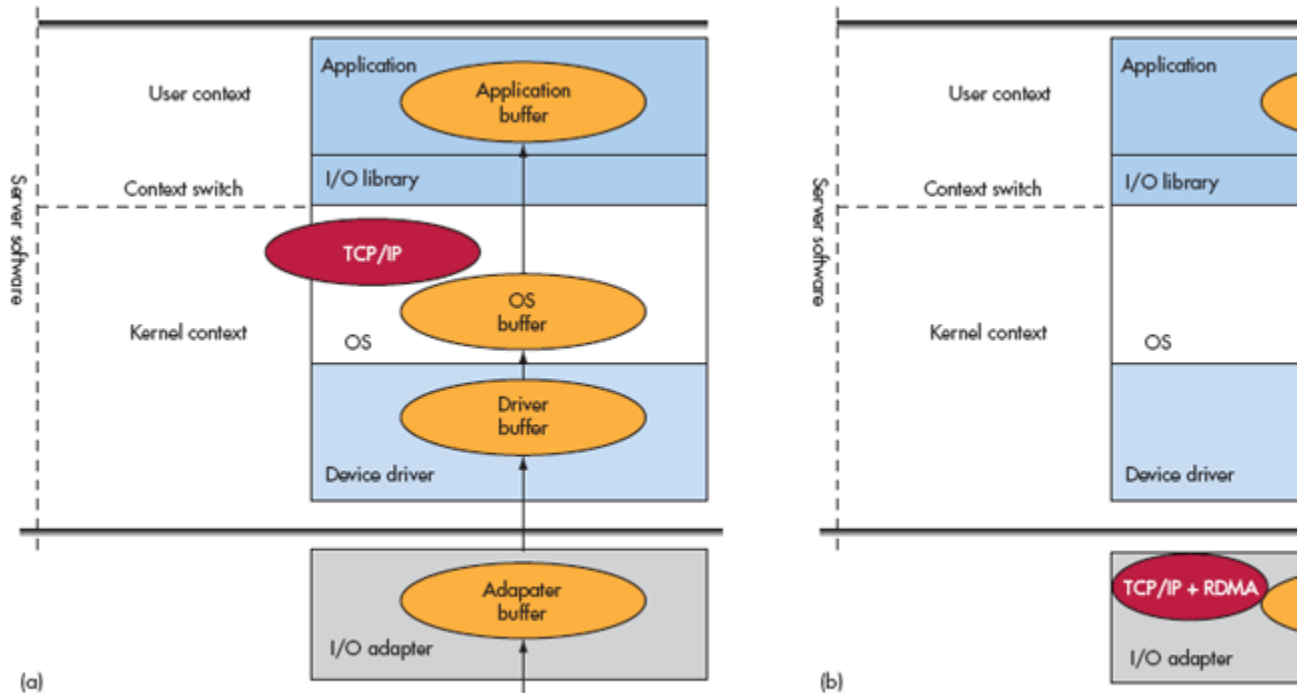 Application
Application
buffer
User context
I/O library
Context switch
Server software
TCP/IP
OS
buffer
Kernel context
OS
Driver
buffer
Device driver
Adapater
buffer
I/O adapter
(a)
Application
User context
I/O library
Context switch
Server software
Kernel context
OS
Device driver
TCP/IP + RDMA
I/O adapter
(b)